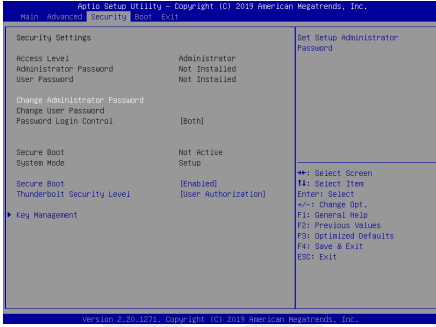 Aptio Setup Utility – Copyright (C) 2019 American Megatrends, Inc.
Main Advanced Security Boot Exit
Security Settings
Access Level Administrator
Administrator Password Not Installed
User Password Not Installed
Change Administrator Password
Change User Password
Password Login Control [Both]
Secure Boot Not Active
System Mode Setup
Secure Boot [Enabled]
Thunderbolt Security Level [User Authorization]
Key Management
Set Setup Administrator
Password
→←: Select Screen
↑↓: Select Item
Enter: Select
+/-: Change Opt.
F1: General Help
F2: Previous Values
F3: Optimized Defaults
F4: Save & Exit
ESC: Exit
Version 2.20.1271. Copyright (C) 2019 American Megatrends, Inc.